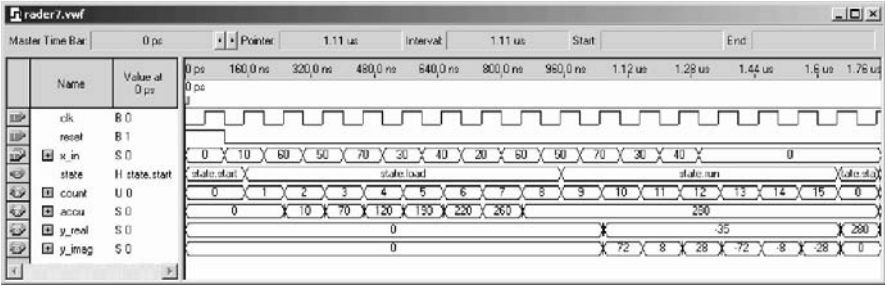 rader7.vwf
Master Time Bar: 0 ps Pointer: 1.11 us Interval: 1.11 us Start: End:
Name Value at 0 ps 0 ps 160,0 ns 320,0 ns 480,0 ns 640,0 ns 800,0 ns 960,0 ns 1.12 us 1.28 us 1.44 us 1.6 us 1.76 us
0 ps
clk B 0
reset B 1
x_in S 0 0 10 60 50 70 30 40 20 60 50 70 30 40 0
state H state.start state.start state.load state.run
count U 0 0 1 2 3 4 5 6 7 8 9 10 11 12 13 14 15 0
accu S 0 0 10 70 120 190 220 260 280
y_real S 0 0 -35 280
y_imag S 0 0 72 8 28 -72 -8 -28 0